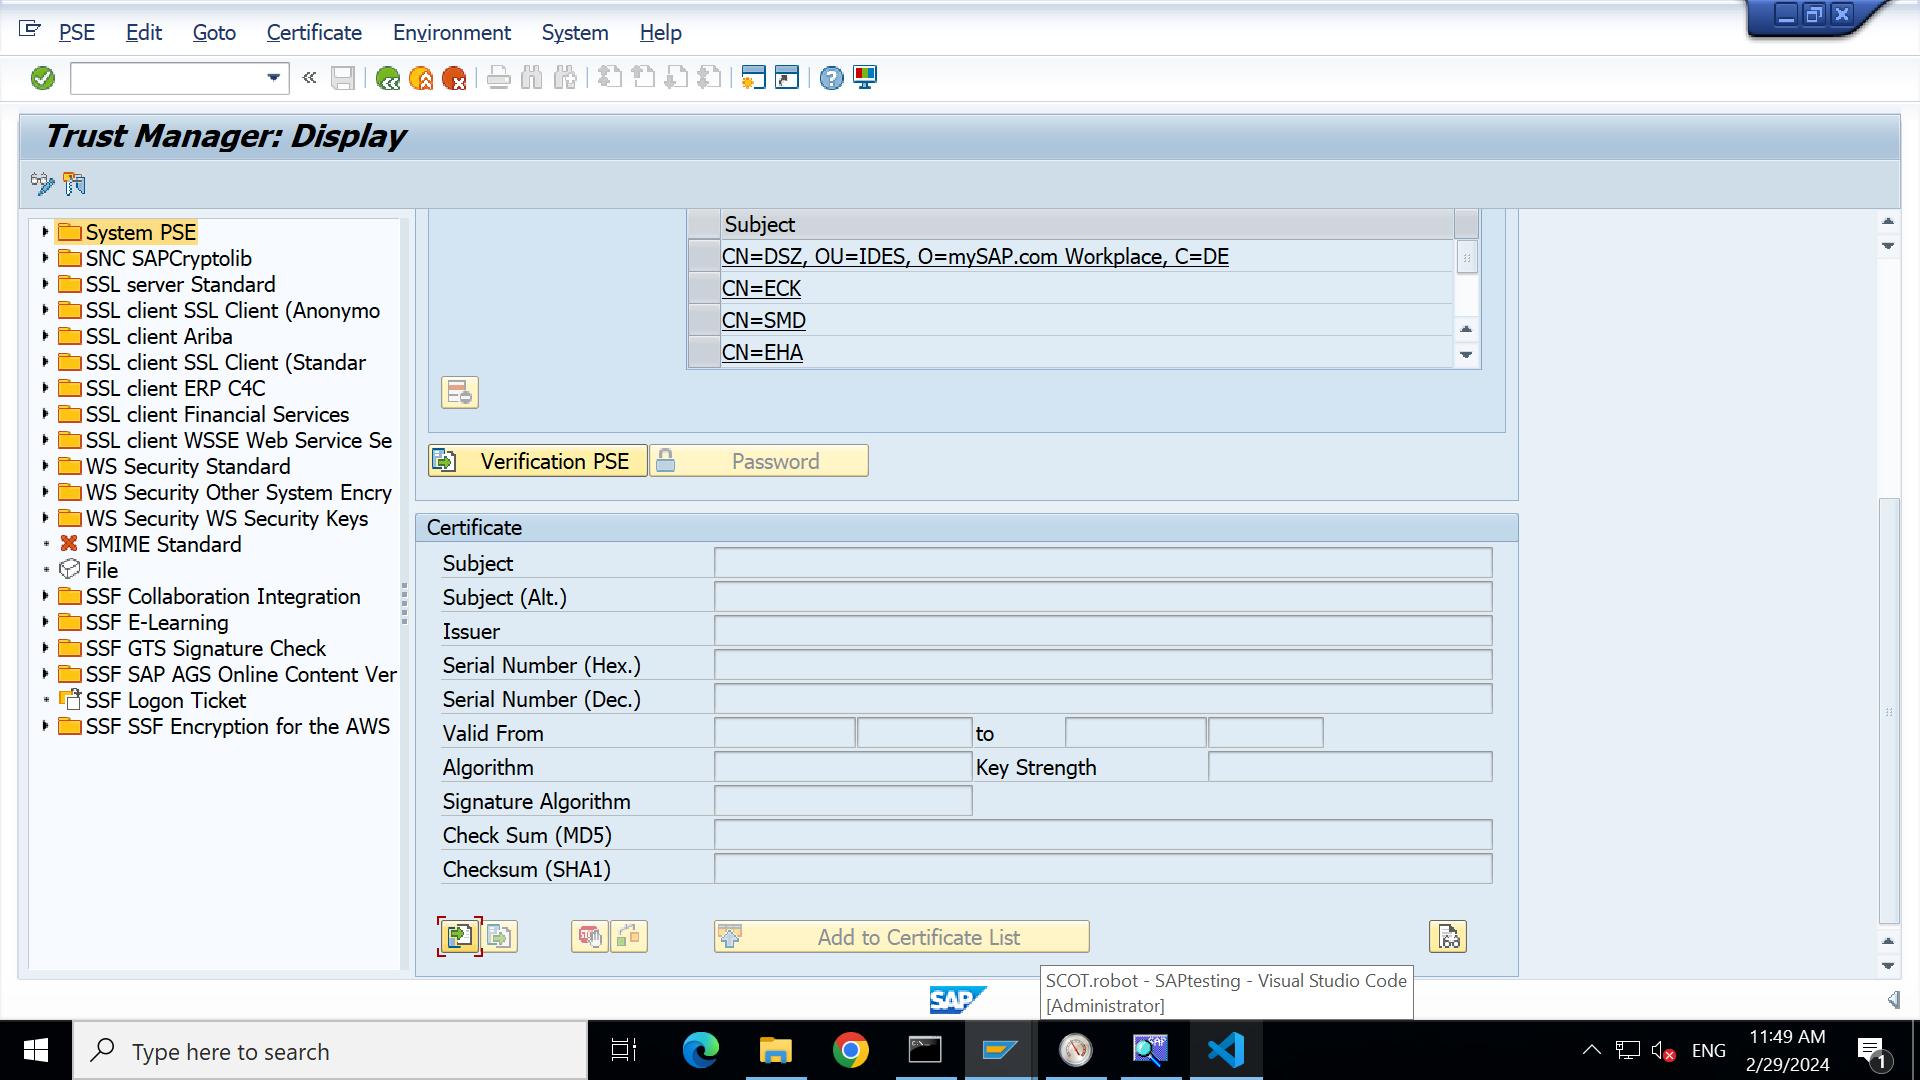 PSE Edit Goto Certificate Environment System Help
Trust Manager: Display
System PSE
SNC SAPCryptolib
SSL server Standard
SSL client SSL Client (Anonymo
SSL client Ariba
SSL client SSL Client (Standar
SSL client ERP C4C
SSL client Financial Services
SSL client WSSE Web Service Se
WS Security Standard
WS Security Other System Encry
WS Security WS Security Keys
SMIME Standard
File
SSF Collaboration Integration
SSF E-Learning
SSF GTS Signature Check
SSF SAP AGS Online Content Ver
SSF Logon Ticket
SSF SSF Encryption for the AWS
Subject
CN=DSZ, OU=IDES, O=mySAP.com Workplace, C=DE
CN=ECK
CN=SMD
CN=EHA
Verification PSE Password
Certificate
Subject
Subject (Alt.)
Issuer
Serial Number (Hex.)
Serial Number (Dec.)
Valid From to
Algorithm Key Strength
Signature Algorithm
Check Sum (MD5)
Checksum (SHA1)
Add to Certificate List
SCOT.robot - SAPtesting - Visual Studio Code
[Administrator]
SAP
Type here to search
ENG
11:49 AM
2/29/2024
1